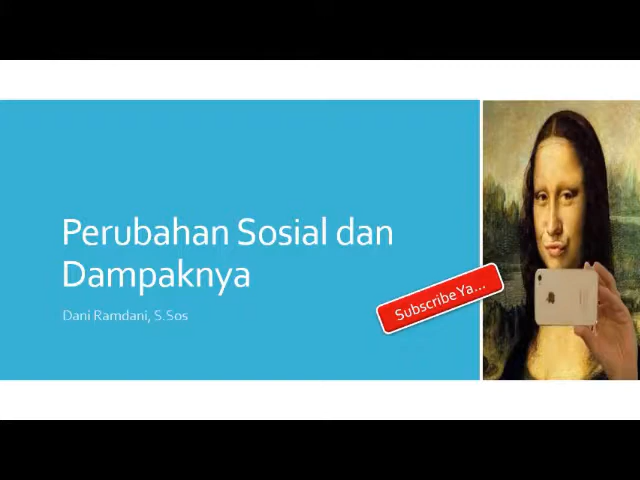 Perubahan Sosial dan
Dampaknya
Dani Ramdani, S.Sos
Subscribe Ya...